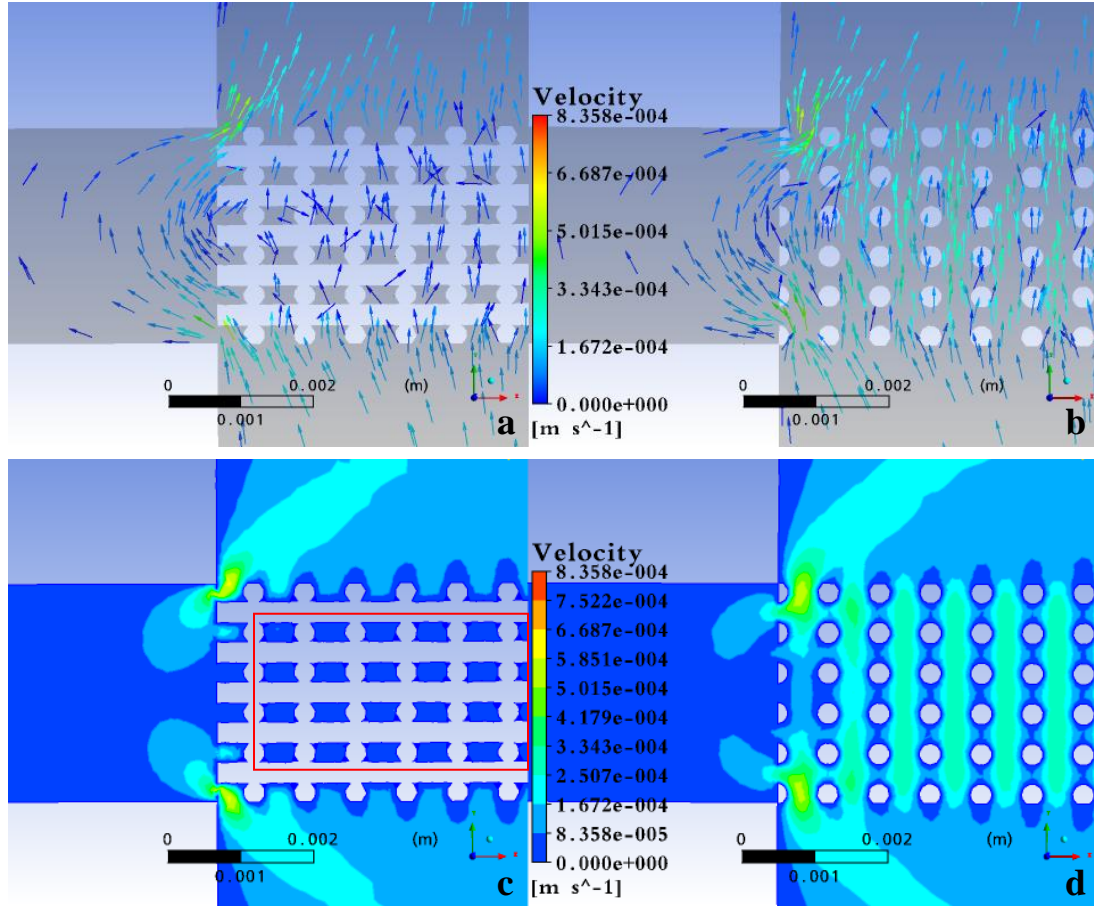 Velocity
8.358e-004
6.687e-004
5.015e-004
3.343e-004
1.672e-004
0.000e+000
[m s^-1]
0 0.002 (m)
0.001
a
0 0.002 (m)
0.001
b
Velocity
8.358e-004
7.522e-004
6.687e-004
5.851e-004
5.015e-004
4.179e-004
3.343e-004
2.507e-004
1.672e-004
8.358e-005
0.000e+000
[m s^-1]
0 0.002 (m)
0.001
c
0 0.002 (m)
0.001
d